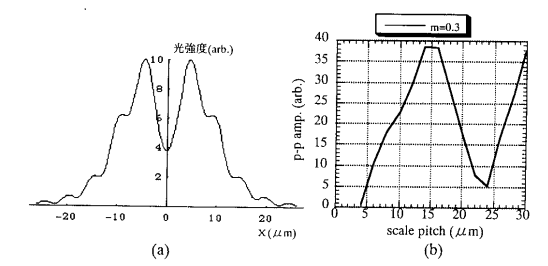 光強度(arb.)
10
8
6
4
2
-20 -10 0 10 20
X(μm)
(a)
m=0.3
p-p amp. (arb.)
40
35
30
25
20
15
10
5
0
0 5 10 15 20 25 30
scale pitch (μm)
(b)